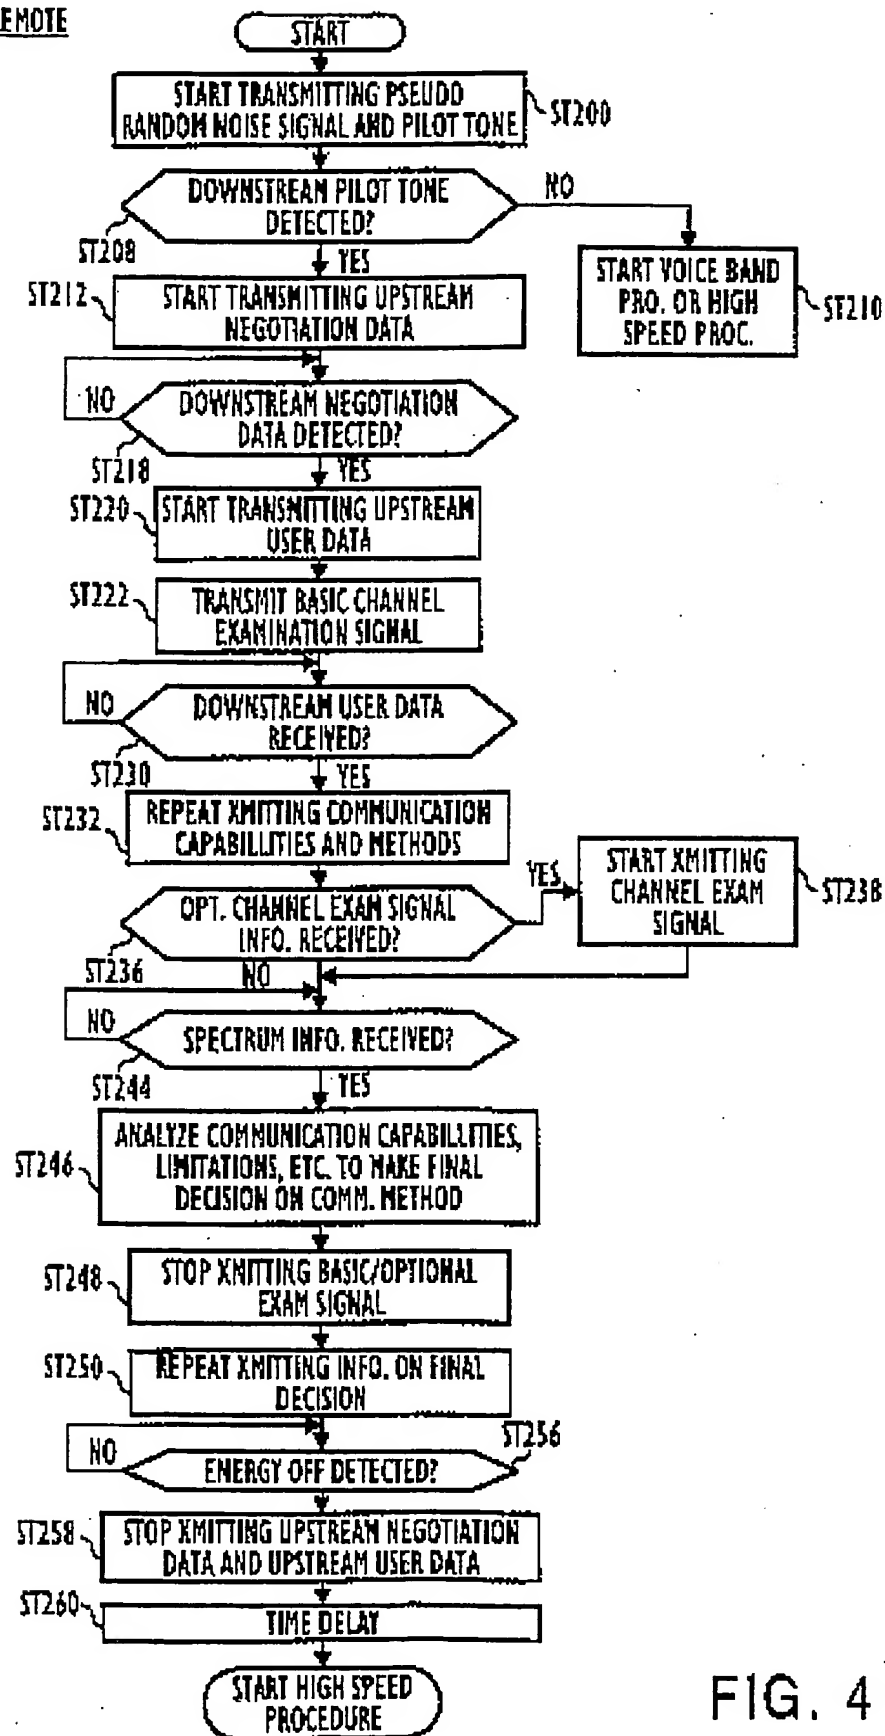 EMOTE
START
START TRANSMITTING PSEUDO
RANDOM NOISE SIGNAL AND PILOT TONE
ST200
DOWNSTREAM PILOT TONE
DETECTED?
NO
ST208
YES
START VOICE BAND
PRO. OR HIGH
SPEED PROC.
ST210
ST212
START TRANSMITTING UPSTREAM
NEGOTIATION DATA
NO
DOWNSTREAM NEGOTIATION
DATA DETECTED?
ST218
YES
ST220
START TRANSMITTING UPSTREAM
USER DATA
ST222
TRANSMIT BASIC CHANNEL
EXAMINATION SIGNAL
NO
DOWNSTREAM USER DATA
RECEIVED?
ST230
YES
ST232
REPEAT XMITTING COMMUNICATION
CAPABILLITIES AND METHODS
YES
START XMITTING
CHANNEL EXAM
SIGNAL
ST238
OPT. CHANNEL EXAM SIGNAL
INFO. RECEIVED?
ST236
NO
NO
SPECTRUM INFO. RECEIVED?
ST244
YES
ST246
ANALYZE COMMUNICATION CAPABILLITIES,
LIMITATIONS, ETC. TO MAKE FINAL
DECISION ON COMM. METHOD
ST248
STOP XMITTING BASIC/OPTIONAL
EXAM SIGNAL
ST250
REPEAT XMITTING INFO. ON FINAL
DECISION
ST256
NO
ENERGY OFF DETECTED?
ST258
STOP XMITTING UPSTREAM NEGOTIATION
DATA AND UPSTREAM USER DATA
ST260
TIME DELAY
START HIGH SPEED
PROCEDURE
FIG. 4